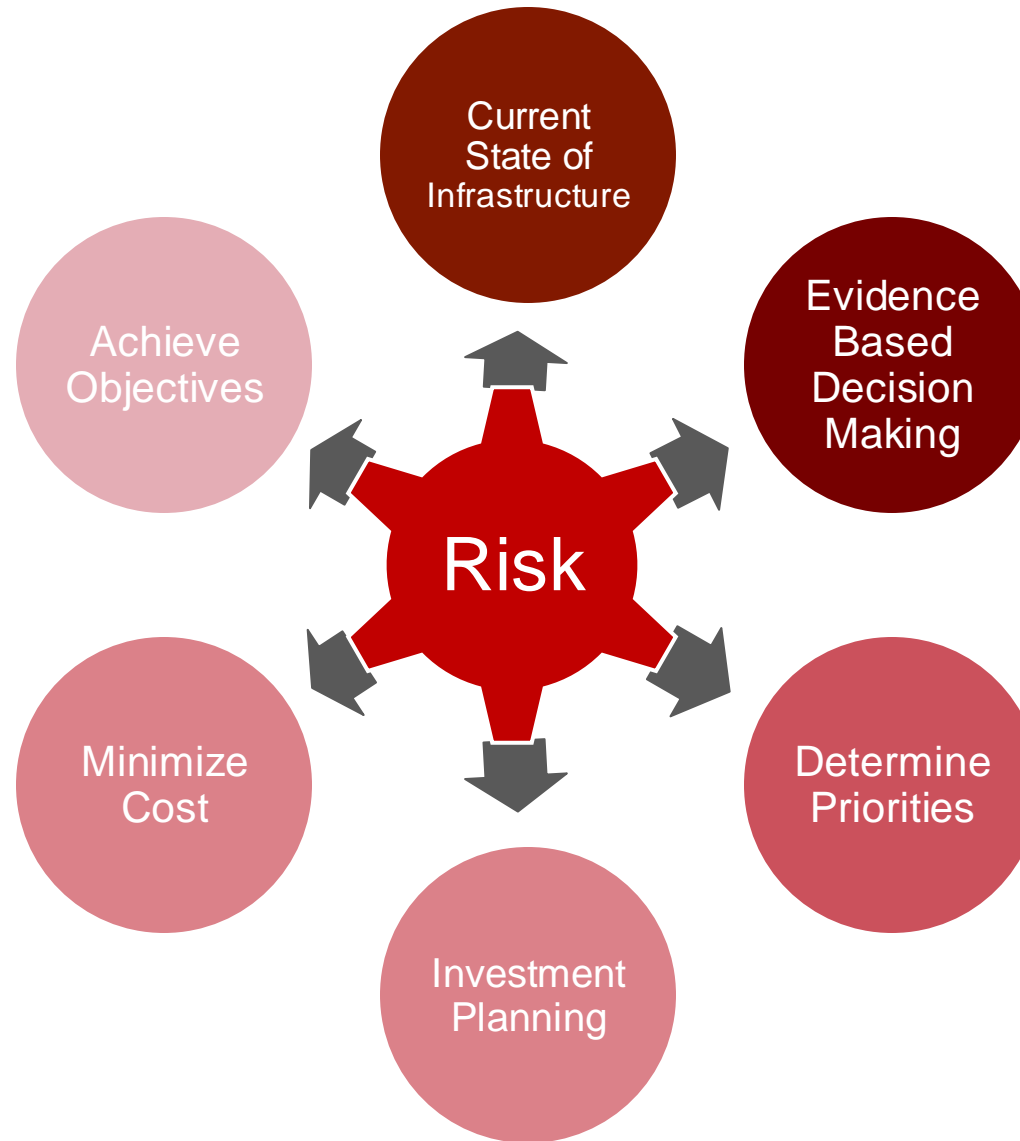 Current
State of
Infrastructure
Evidence
Based
Decision
Making
Determine
Priorities
Investment
Planning
Minimize
Cost
Achieve
Objectives
Risk